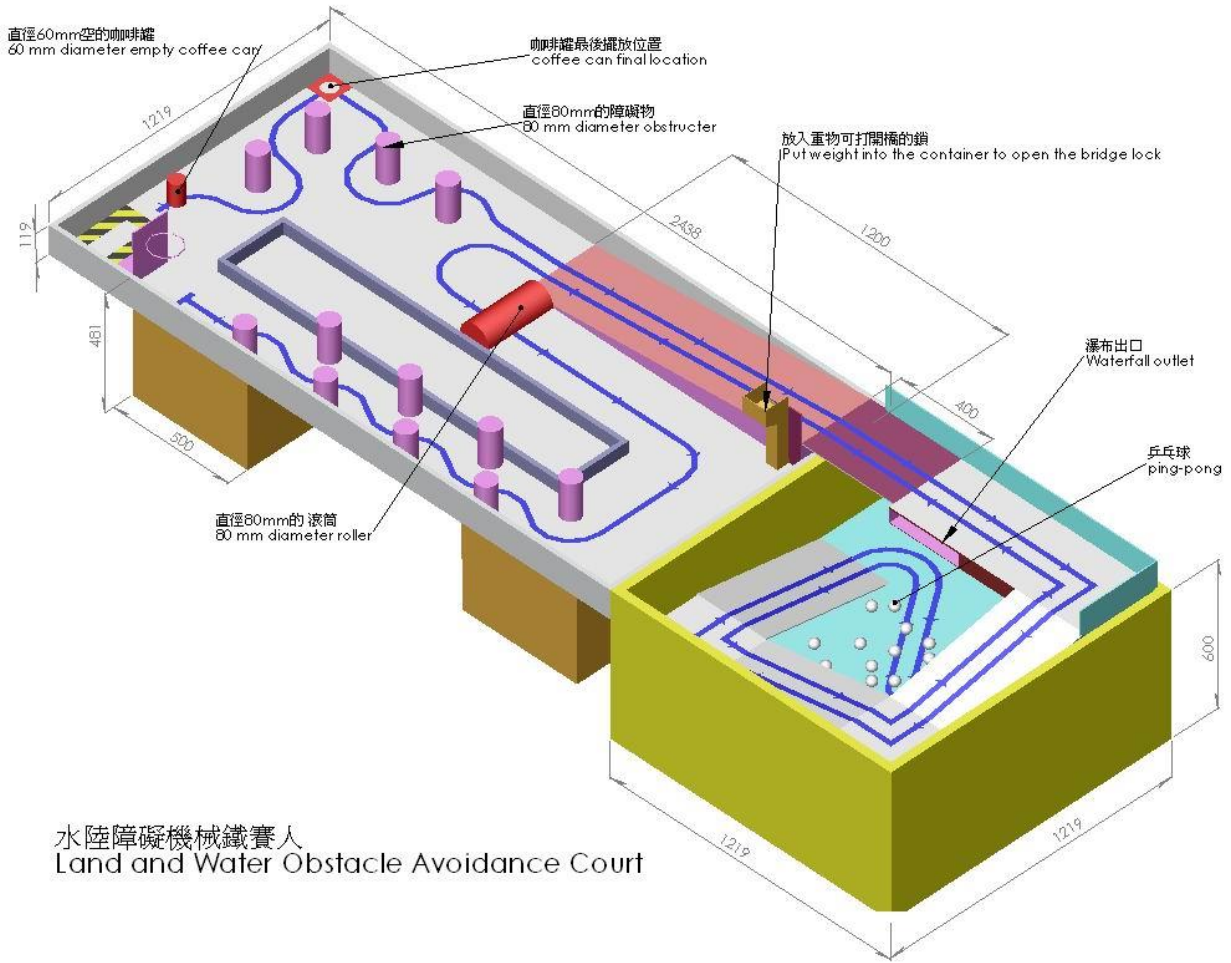 直徑60mm空的咖啡罐
60 mm diameter empty coffee can
咖啡罐最後擺放位置
coffee can final location
直徑80mm的障礙物
80 mm diameter obstructer
放入重物可打開橋的鎖
Put weight into the container to open the bridge lock
1219
2438
1200
119
481
500
瀑布出口
Waterfall outlet
400
乒乓球
ping-pong
直徑80mm的 滾筒
80 mm diameter roller
600
1219
1219
水陸障礙機械鐵賽人
Land and Water Obstacle Avoidance Court